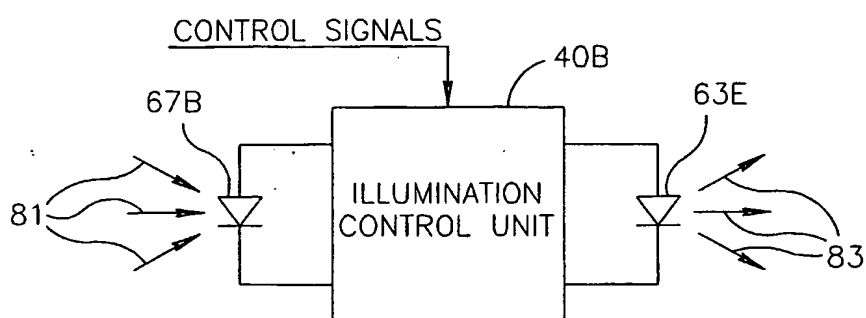 CONTROL SIGNALS
40B
67B
63E
81
ILLUMINATION
CONTROL UNIT
83